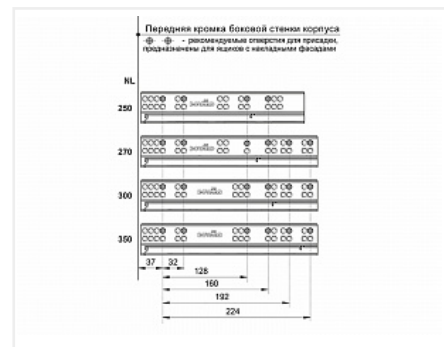 Передняя кромка боковой стенки корпуса
- рекомендуемые отверстия для присадки,
предназначены для ящиков с накладными фасадами
NL
250
270
300
350
37
32
128
160
192
224